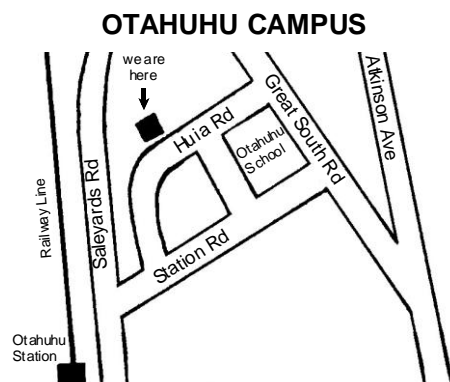 OTAHUHU CAMPUS
we are
here
Huia Rd
Great South Rd
Atkinson Ave
Otahuhu
School
Saleyards Rd
Railway Line
Station Rd
Otahuhu
Station